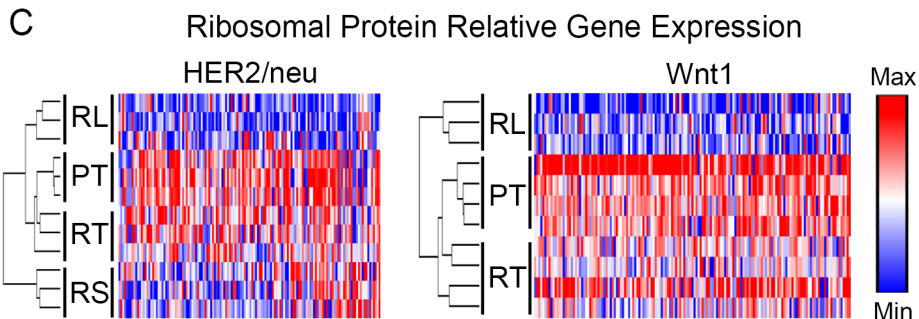 C
Ribosomal Protein Relative Gene Expression
HER2/neu
RL
PT
RT
RS
Wnt1
RL
PT
RT
Max
Min